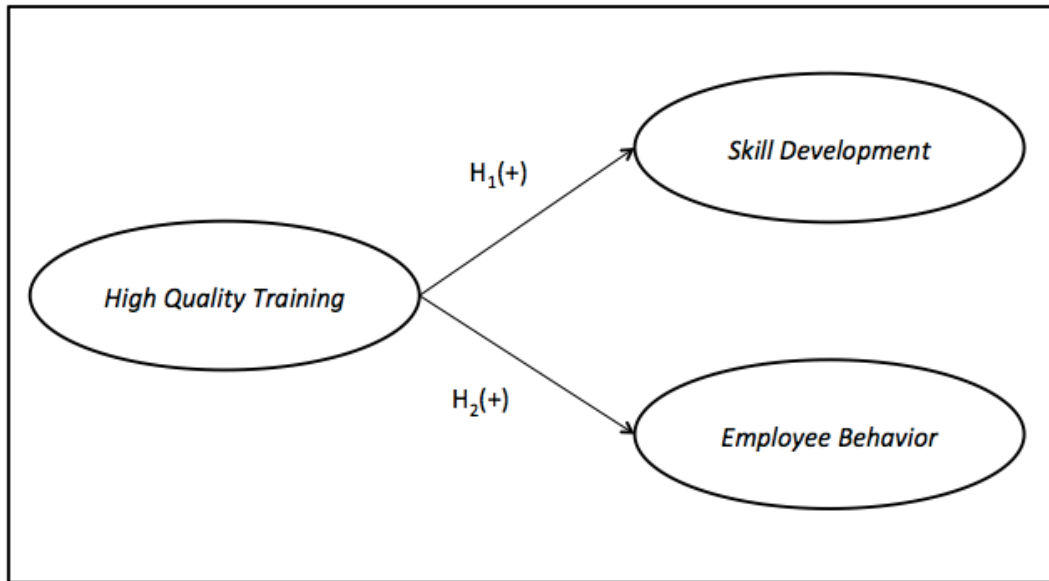 Skill Development
H₁(+)
High Quality Training
H₂(+)
Employee Behavior